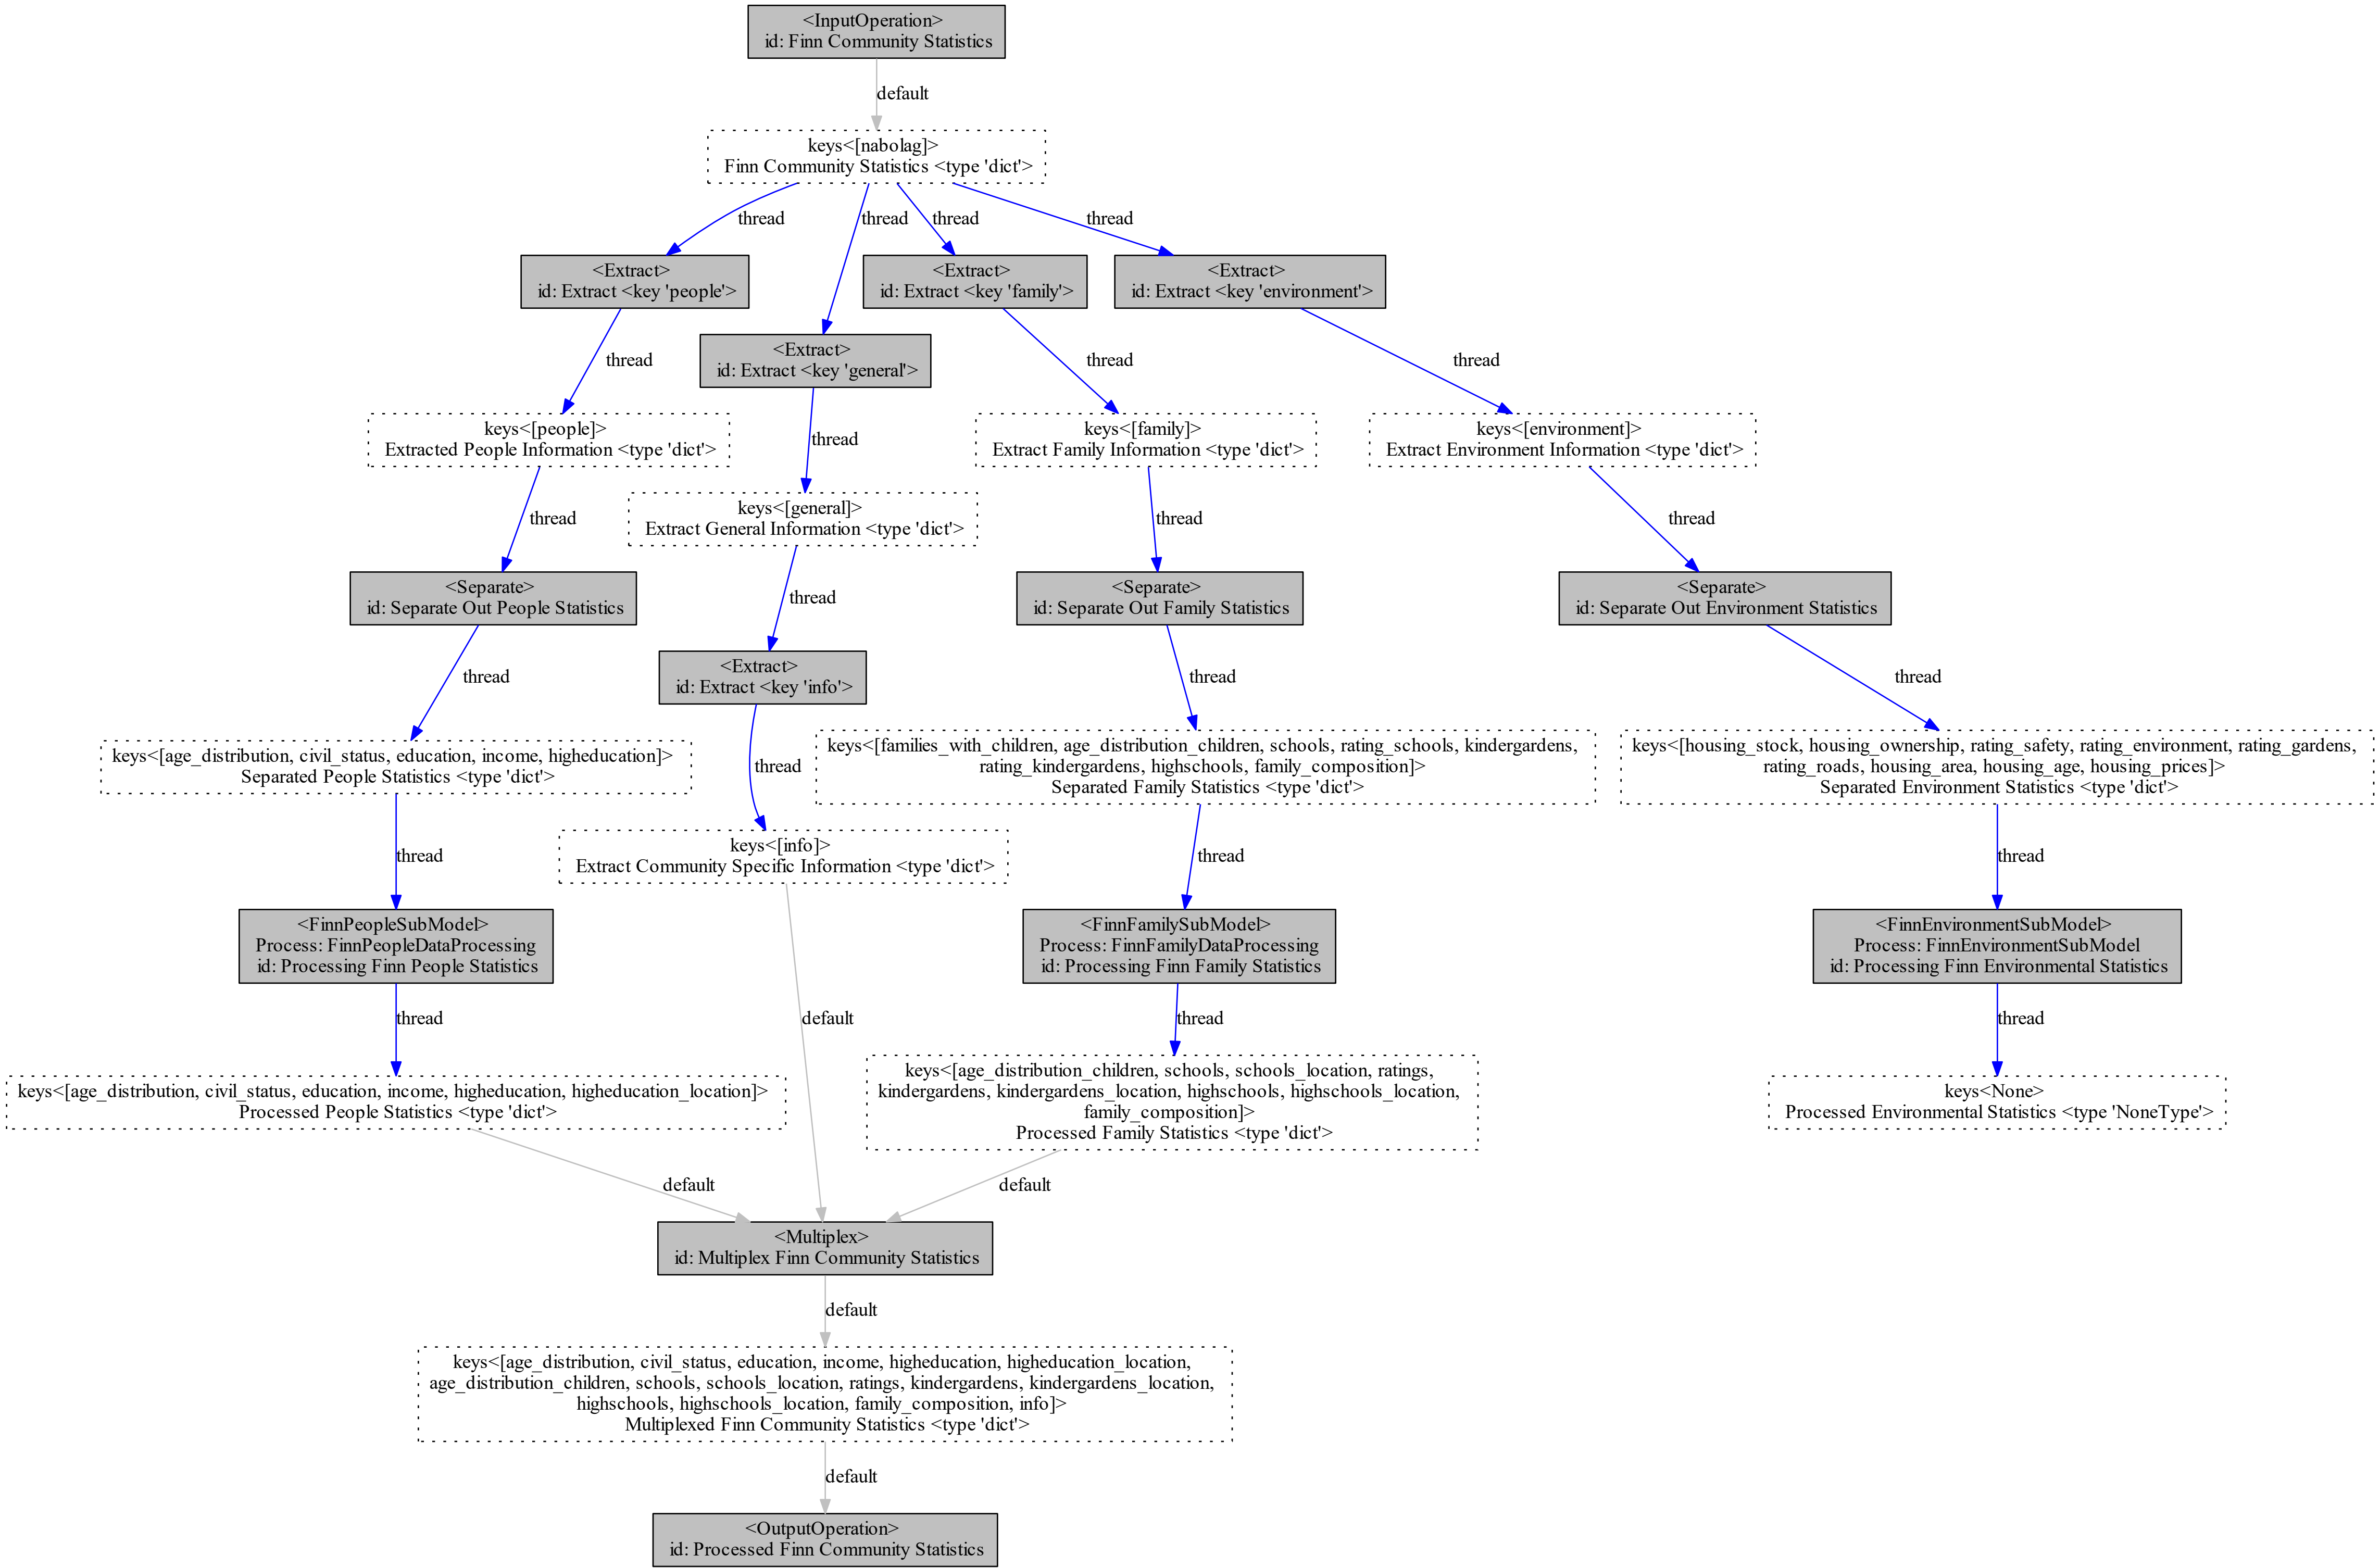 <InputOperation>
id: Finn Community Statistics
default
keys<[nabolag]>
Finn Community Statistics <type 'dict'>
thread
thread
thread
thread
<Extract>
id: Extract <key 'people'>
<Extract>
id: Extract <key 'family'>
<Extract>
id: Extract <key 'environment'>
<Extract>
id: Extract <key 'general'>
thread
thread
thread
keys<[people]>
Extracted People Information <type 'dict'>
thread
keys<[family]>
Extract Family Information <type 'dict'>
keys<[environment]>
Extract Environment Information <type 'dict'>
keys<[general]>
Extract General Information <type 'dict'>
thread
thread
thread
<Separate>
id: Separate Out People Statistics
thread
<Separate>
id: Separate Out Family Statistics
<Separate>
id: Separate Out Environment Statistics
<Extract>
id: Extract <key 'info'>
thread
thread
thread
keys<[age_distribution, civil_status, education, income, higheducation]>
Separated People Statistics <type 'dict'>
thread
keys<[families_with_children, age_distribution_children, schools, rating_schools, kindergardens,
rating_kindergardens, highschools, family_composition]>
Separated Family Statistics <type 'dict'>
keys<[housing_stock, housing_ownership, rating_safety, rating_environment, rating_gardens,
rating_roads, housing_area, housing_age, housing_prices]>
Separated Environment Statistics <type 'dict'>
thread
keys<[info]>
Extract Community Specific Information <type 'dict'>
thread
thread
<FinnPeopleSubModel>
Process: FinnPeopleDataProcessing
id: Processing Finn People Statistics
<FinnFamilySubModel>
Process: FinnFamilyDataProcessing
id: Processing Finn Family Statistics
<FinnEnvironmentSubModel>
Process: FinnEnvironmentSubModel
id: Processing Finn Environmental Statistics
thread
default
thread
thread
keys<[age_distribution, civil_status, education, income, higheducation, higheducation_location]>
Processed People Statistics <type 'dict'>
keys<[age_distribution_children, schools, schools_location, ratings,
kindergardens, kindergardens_location, highschools, highschools_location,
family_composition]>
Processed Family Statistics <type 'dict'>
keys<None>
Processed Environmental Statistics <type 'NoneType'>
default
default
<Multiplex>
id: Multiplex Finn Community Statistics
default
keys<[age_distribution, civil_status, education, income, higheducation, higheducation_location,
age_distribution_children, schools, schools_location, ratings, kindergardens, kindergardens_location,
highschools, highschools_location, family_composition, info]>
Multiplexed Finn Community Statistics <type 'dict'>
default
<OutputOperation>
id: Processed Finn Community Statistics